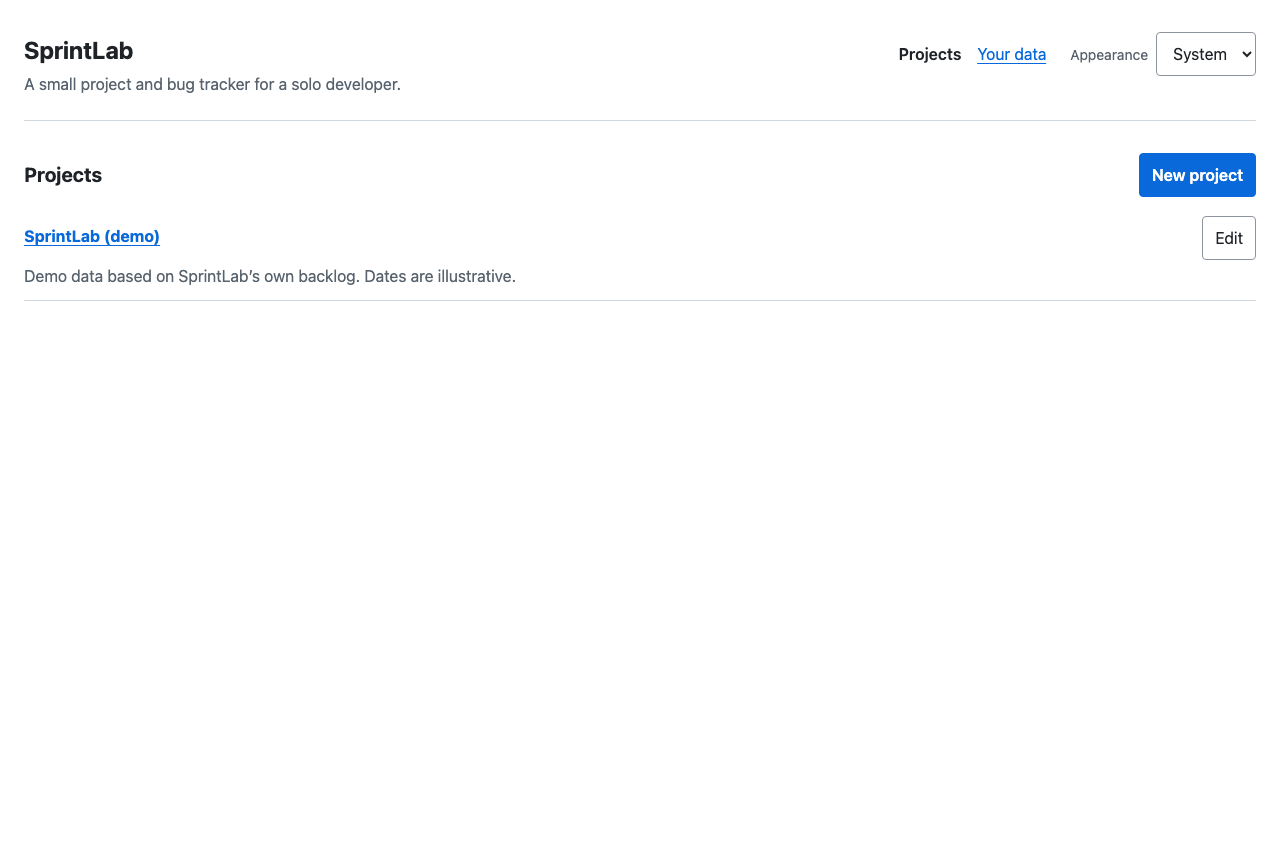 SprintLab
Projects Your data Appearance System
A small project and bug tracker for a solo developer.
Projects
New project
SprintLab (demo)
Edit
Demo data based on SprintLab’s own backlog. Dates are illustrative.